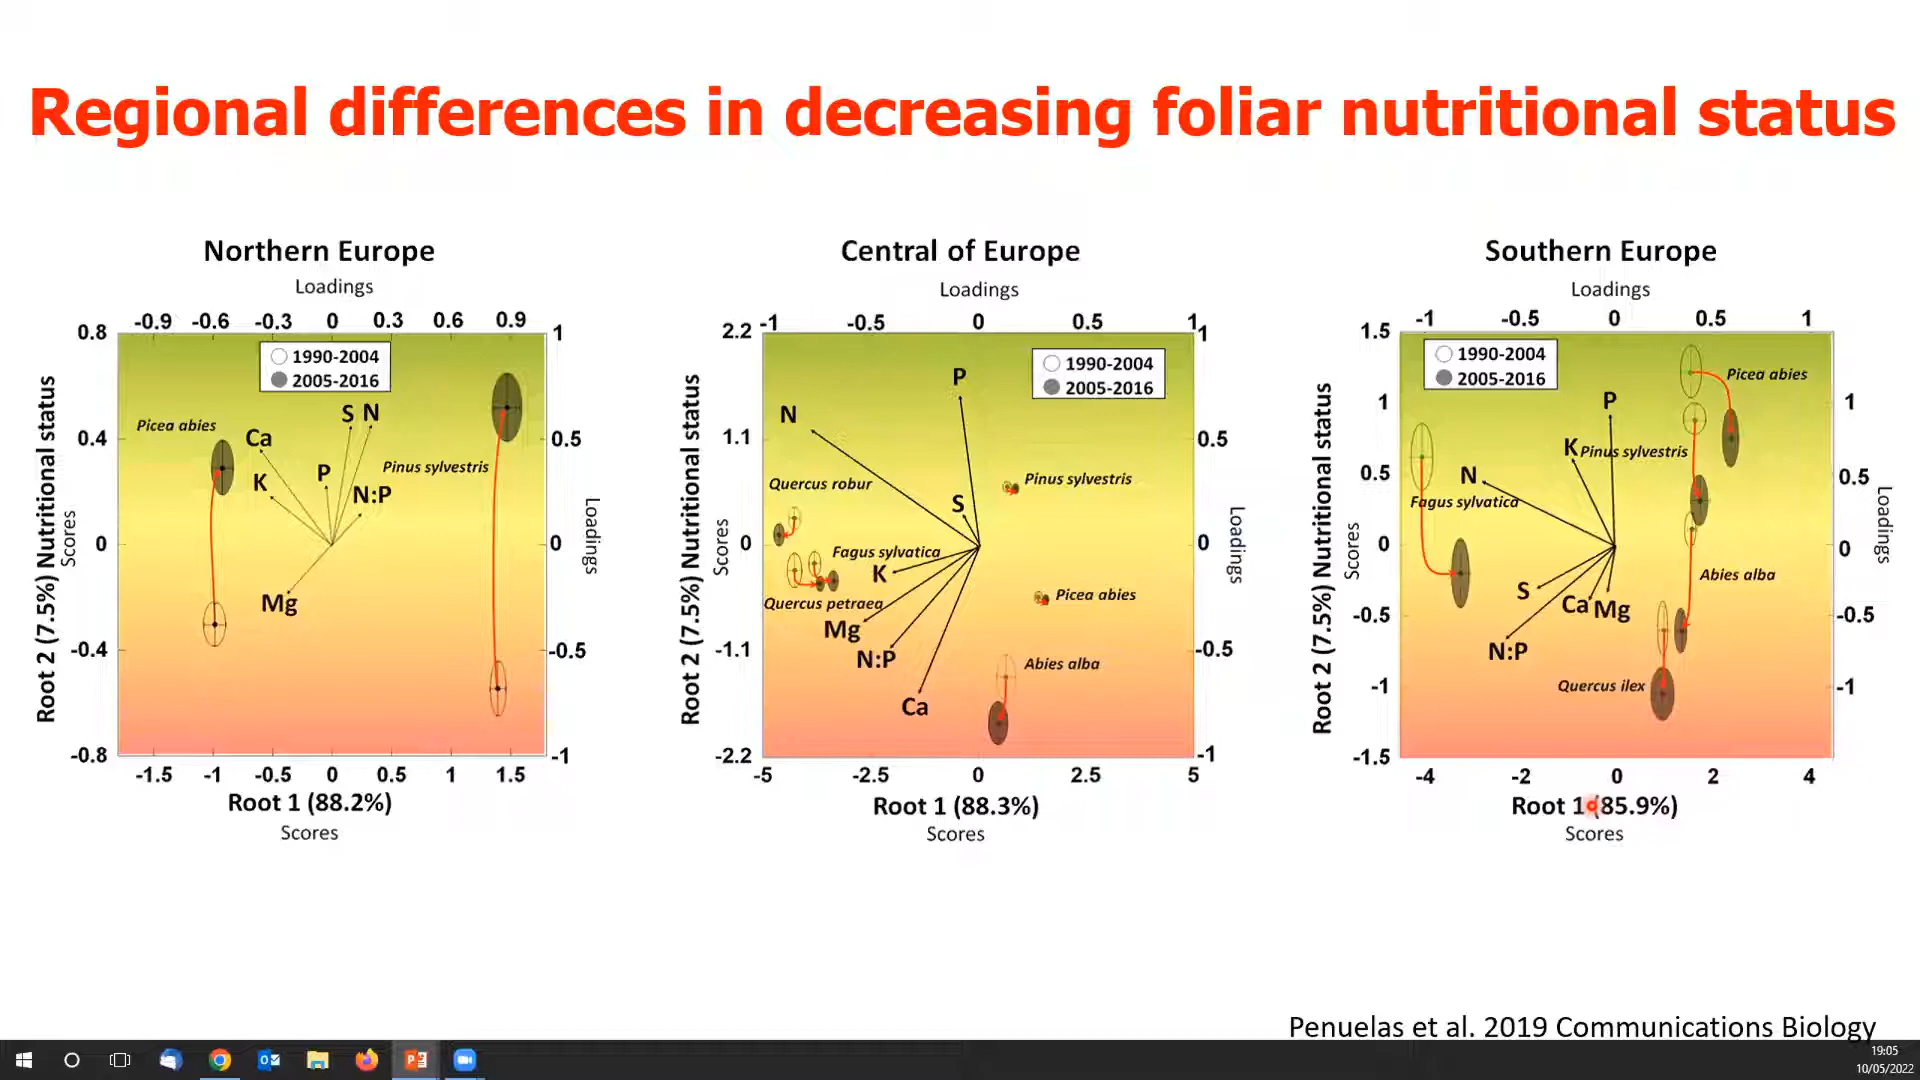 Regional differences in decreasing foliar nutritional status
Northern Europe
Loadings
-0.9 -0.6 -0.3 0 0.3 0.6 0.9
0.8
0.4
0
-0.4
-0.8
1
0.5
0
-0.5
-1
1990-2004
2005-2016
Picea abies
Pinus sylvestris
Ca
K
P
S
N
N:P
Mg
Root 2 (7.5%) Nutritional status
Scores
Loadings
-1.5 -1 -0.5 0 0.5 1 1.5
Root 1 (88.2%)
Scores
Central of Europe
Loadings
-1 -0.5 0 0.5 1
2.2
1.1
0
-1.1
-2.2
1
0.5
0
-0.5
-1
1990-2004
2005-2016
P
N
S
K
Mg
N:P
Ca
Quercus robur
Fagus sylvatica
Quercus petraea
Pinus sylvestris
Picea abies
Abies alba
Root 2 (7.5%) Nutritional status
Scores
Loadings
-5 -2.5 0 2.5 5
Root 1 (88.3%)
Scores
Southern Europe
Loadings
-1 -0.5 0 0.5 1
1.5
1
0.5
0
-0.5
-1
-1.5
1
0.5
0
-0.5
-1
1990-2004
2005-2016
Picea abies
Pinus sylvestris
Fagus sylvatica
Abies alba
Quercus ilex
P
K
N
S
Ca
Mg
N:P
Root 2 (7.5%) Nutritional status
Scores
Loadings
-4 -2 0 2 4
Root 1 (85.9%)
Scores
Penuelas et al. 2019 Communications Biology
19:05
10/05/2022